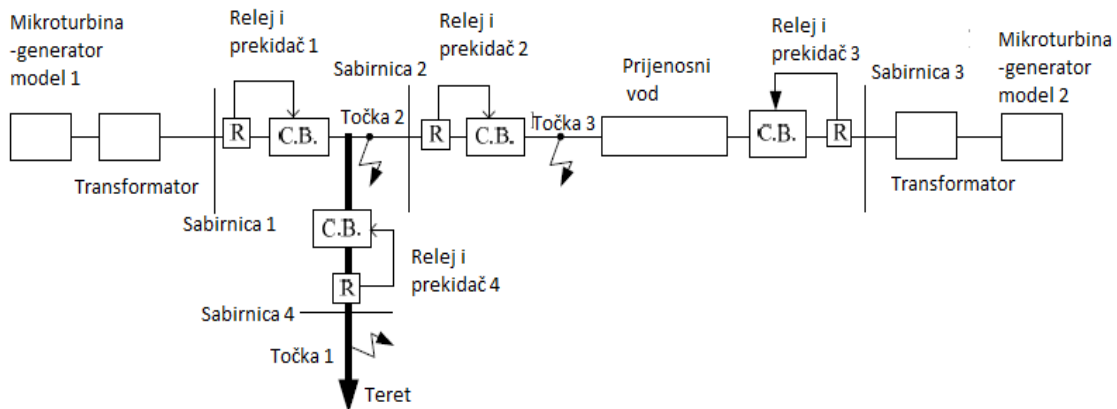 Mikroturbina
-generator
model 1
Relej i
prekidač 1
Relej i
prekidač 2
Sabirnica 2
Prijenosni
vod
Relej i
prekidač 3
Sabirnica 3
Mikroturbina
-generator
model 2
R
C.B.
Točka 2
R
C.B.
Točka 3
C.B.
R
Transformator
Sabirnica 1
Transformator
C.B.
R
Relej i
prekidač 4
Sabirnica 4
Točka 1
Teret